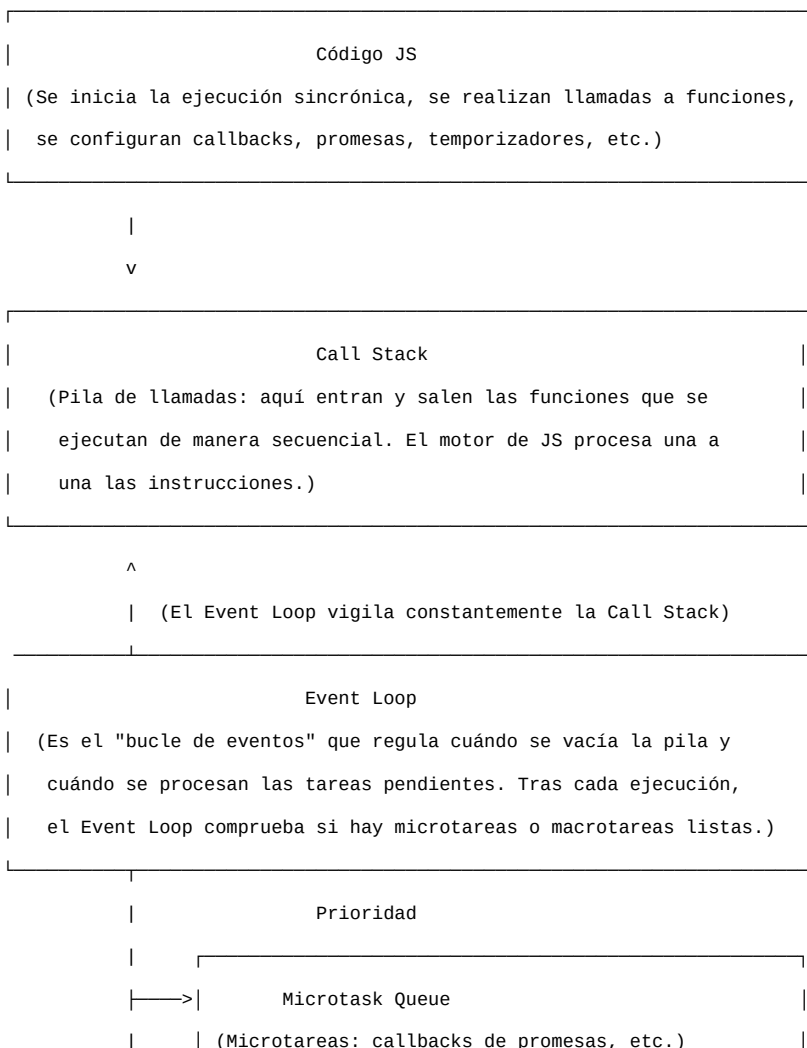 Código JS
(Se inicia la ejecución sincrónica, se realizan llamadas a funciones,
se configuran callbacks, promesas, temporizadores, etc.)
|
v
Call Stack
(Pila de llamadas: aquí entran y salen las funciones que se
ejecutan de manera secuencial. El motor de JS procesa una a
una las instrucciones.)
^
| (El Event Loop vigila constantemente la Call Stack)
Event Loop
(Es el "bucle de eventos" que regula cuándo se vacía la pila y
cuándo se procesan las tareas pendientes. Tras cada ejecución,
el Event Loop comprueba si hay microtareas o macrotareas listas.)
| Prioridad
Microtask Queue
(Microtareas: callbacks de promesas, etc.)